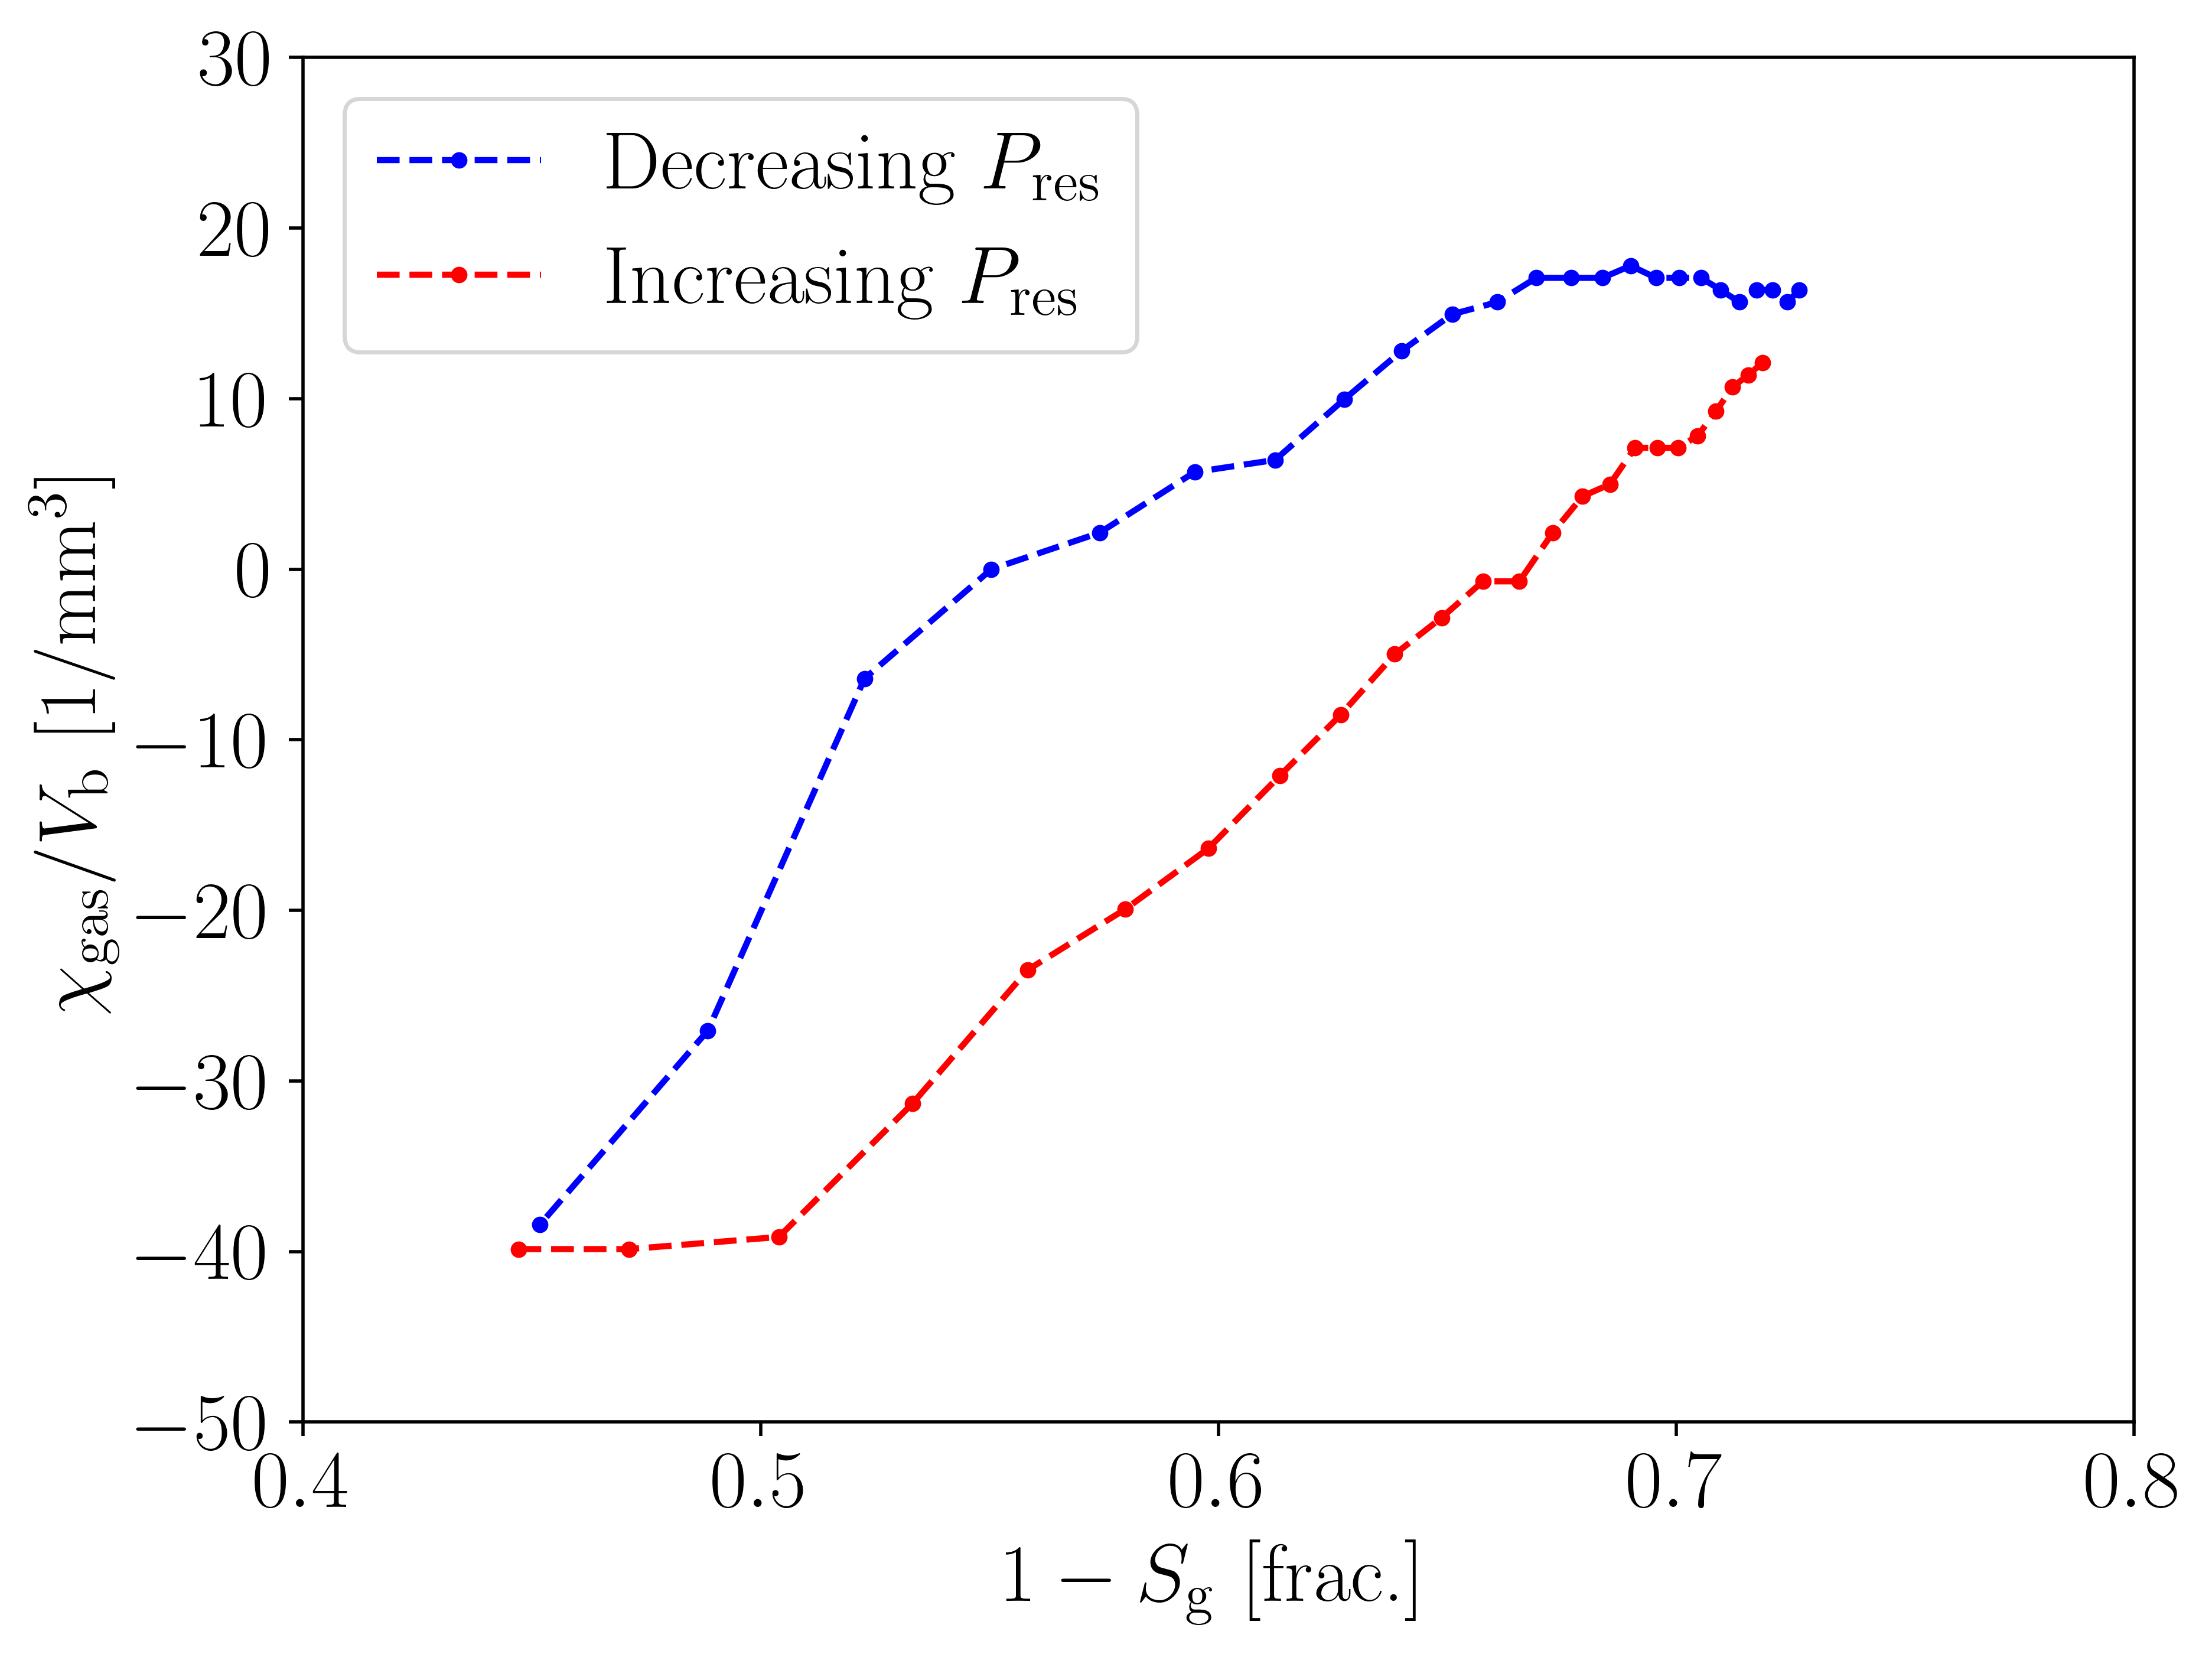 30
20
10
0
−10
−20
−30
−40
−50
0.4 0.5 0.6 0.7 0.8
χgas/Vb [1/mm³]
1 − Sg [frac.]
Decreasing Pres
Increasing Pres